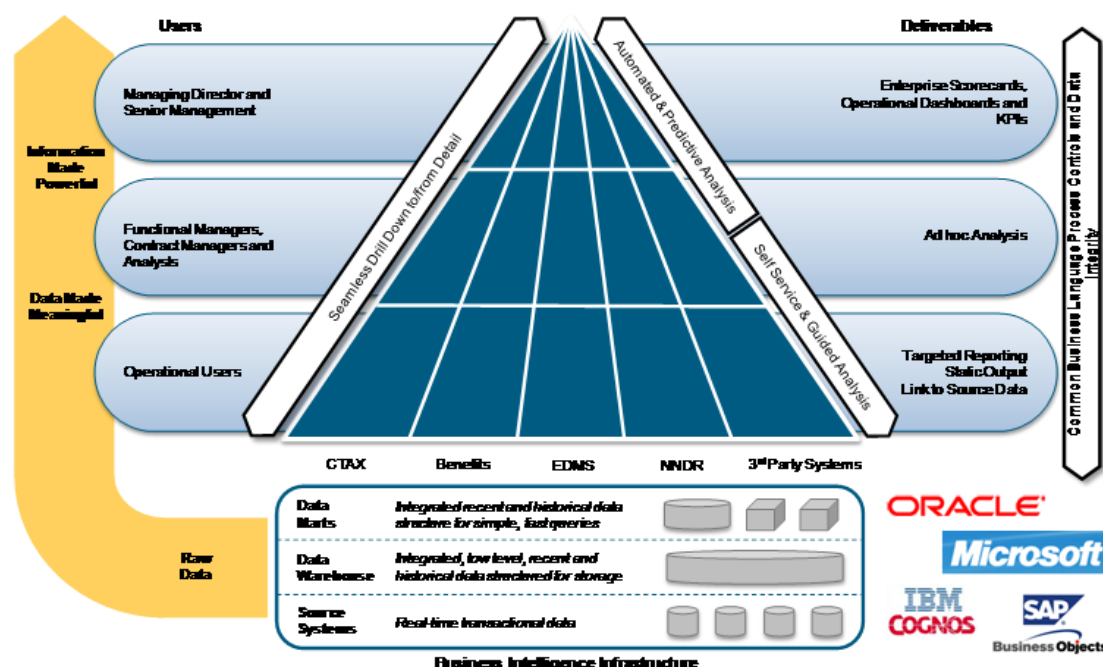 Users
Deliverables
Managing Director and
Senior Management
Enterprise Scorecards,
Operational Dashboards and
KPIs
Information
Made
Powerful
Functional Managers,
Contract Managers and
Analysis
Ad hoc Analysis
Data Made
Meaningful
Operational Users
Targeted Reporting
Static Output
Link to Source Data
Seamless Drill Down to/from Detail
Automated & Predictive Analysis
Self Service & Guided Analysis
Common Business Language Process Controls and Data
Integrity
CTAX
Benefits
EDMS
NNDR
3rd Party Systems
Raw
Data
Data
Marts
Integrated recent and historical data
structure for simple, fast queries
Data
Warehouse
Integrated, low level, recent and
historical data structured for storage
Source
Systems
Real-time transactional data
Business Intelligence Infrastructure
ORACLE
Microsoft
IBM
COGNOS
SAP
Business Objects